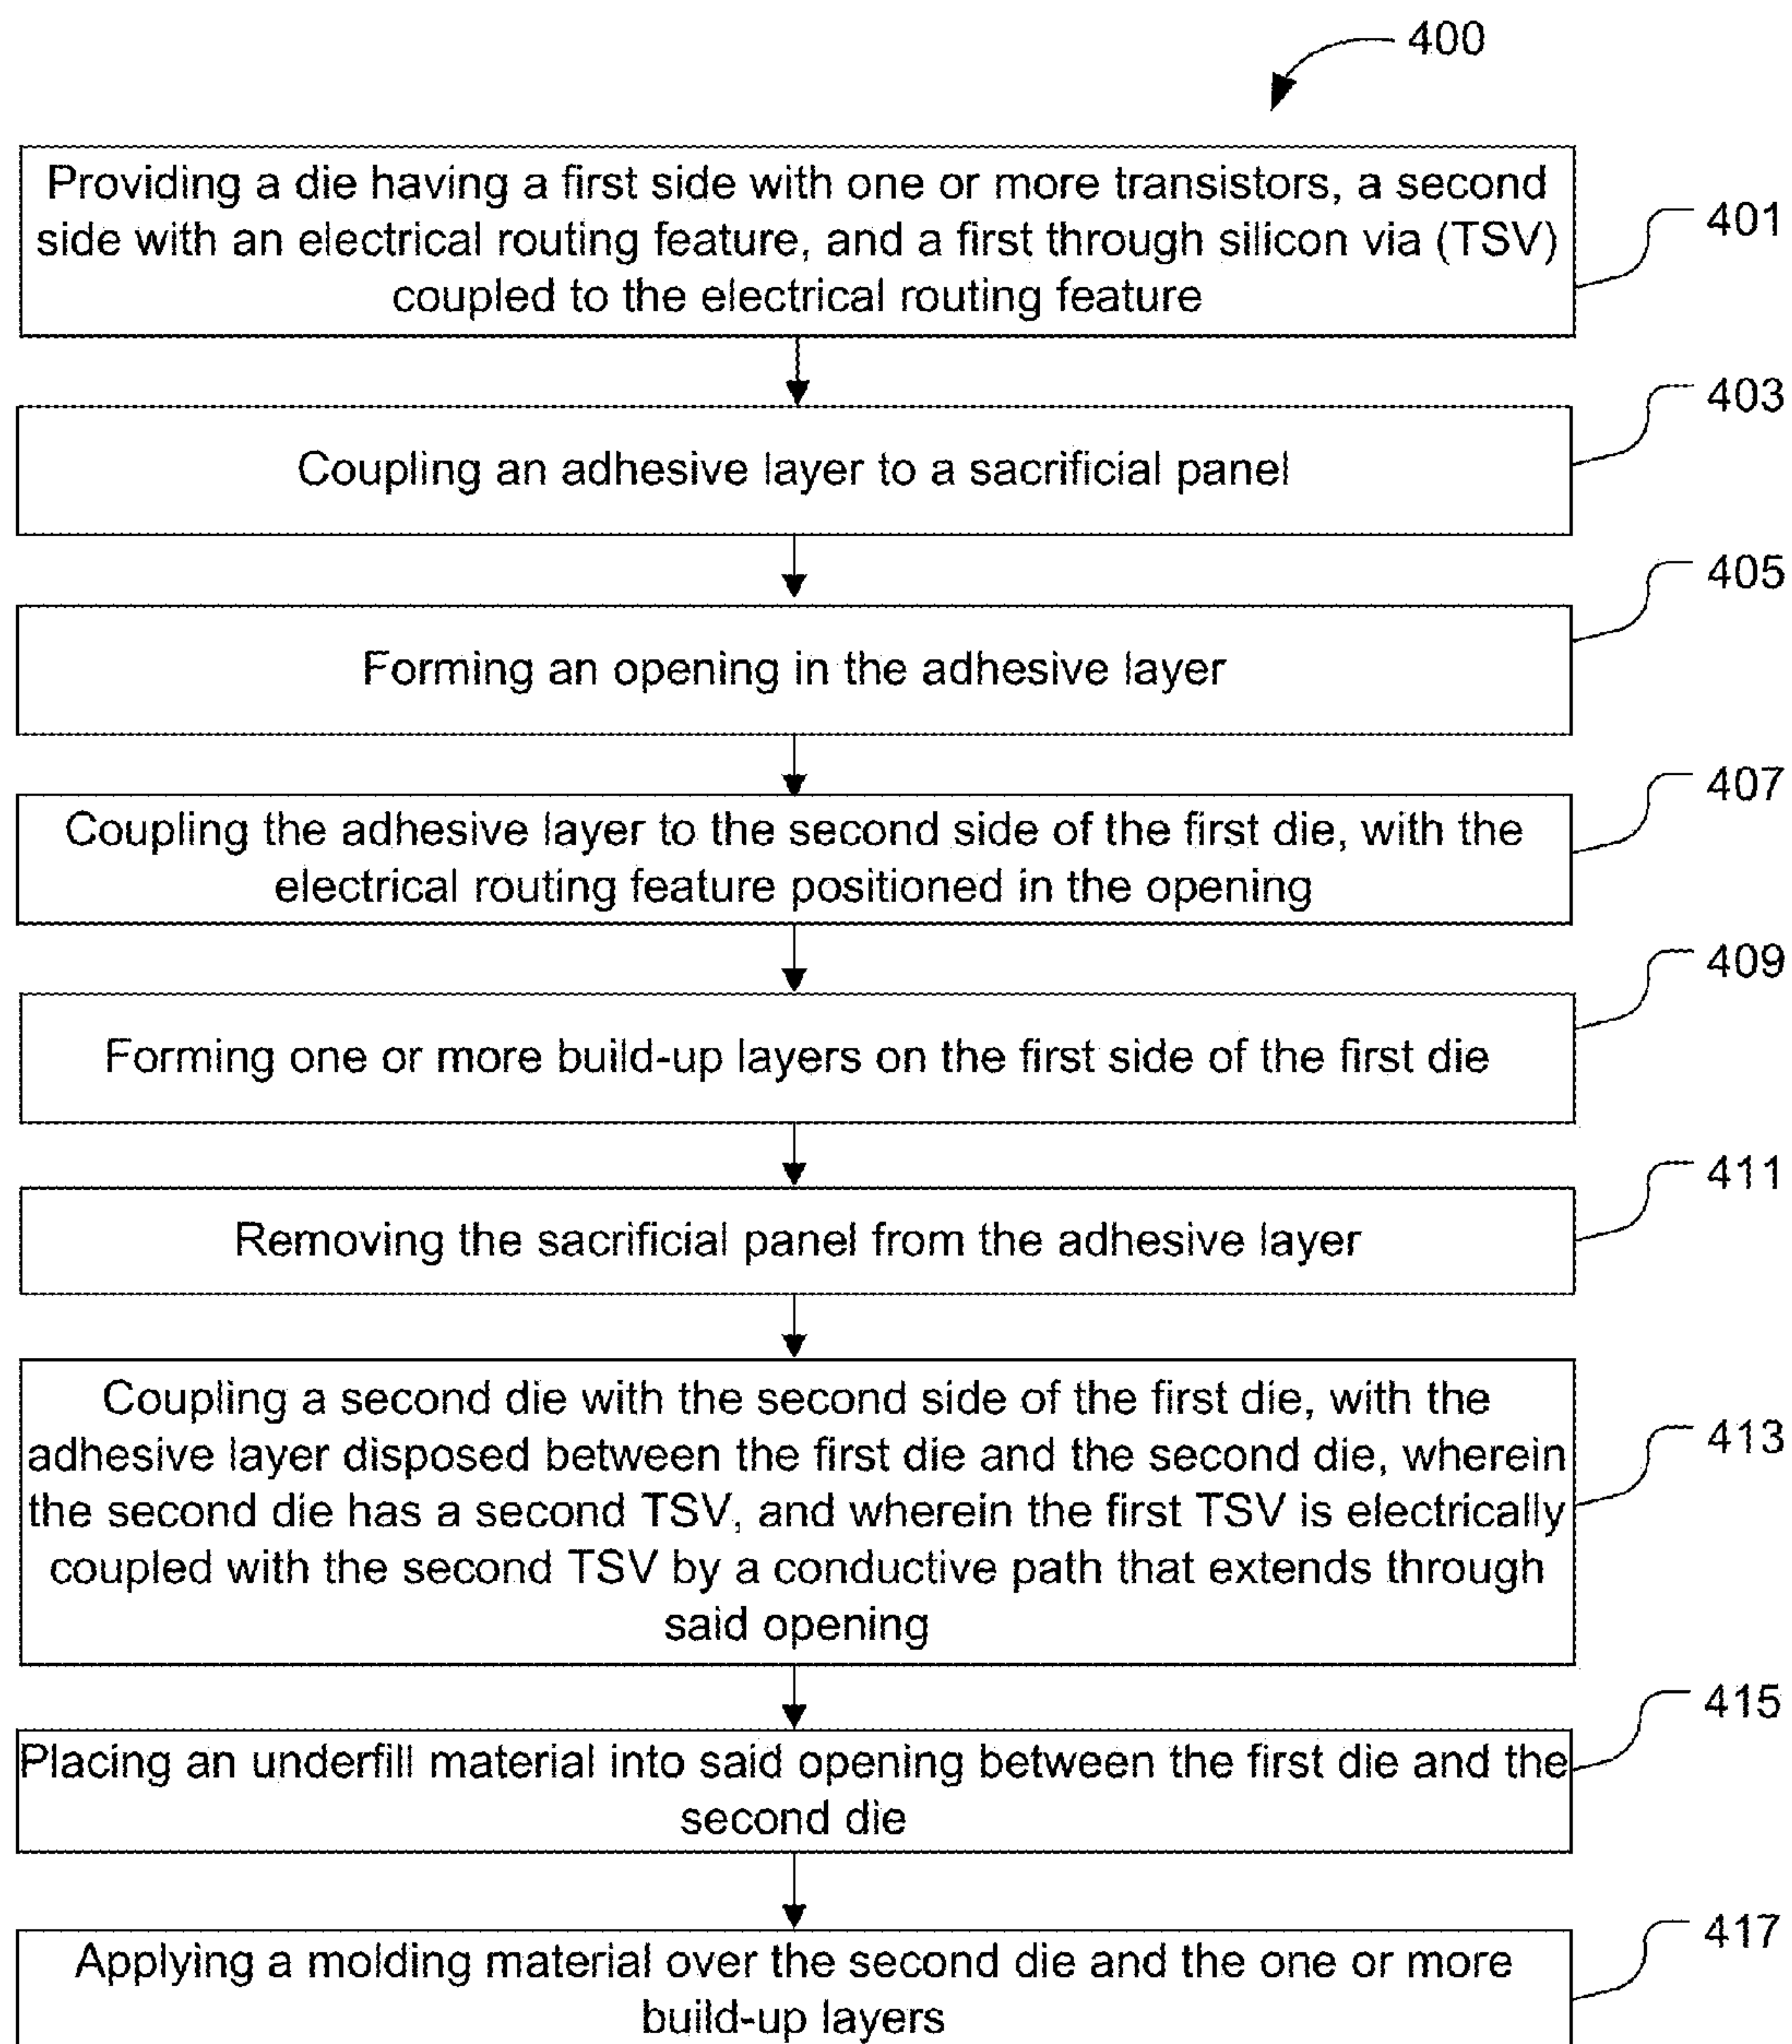 400
Providing a die having a first side with one or more transistors, a second
side with an electrical routing feature, and a first through silicon via (TSV)
coupled to the electrical routing feature
401
Coupling an adhesive layer to a sacrificial panel
403
Forming an opening in the adhesive layer
405
Coupling the adhesive layer to the second side of the first die, with the
electrical routing feature positioned in the opening
407
Forming one or more build-up layers on the first side of the first die
409
Removing the sacrificial panel from the adhesive layer
411
Coupling a second die with the second side of the first die, with the
adhesive layer disposed between the first die and the second die, wherein
the second die has a second TSV, and wherein the first TSV is electrically
coupled with the second TSV by a conductive path that extends through
said opening
413
Placing an underfill material into said opening between the first die and the
second die
415
Applying a molding material over the second die and the one or more
build-up layers
417